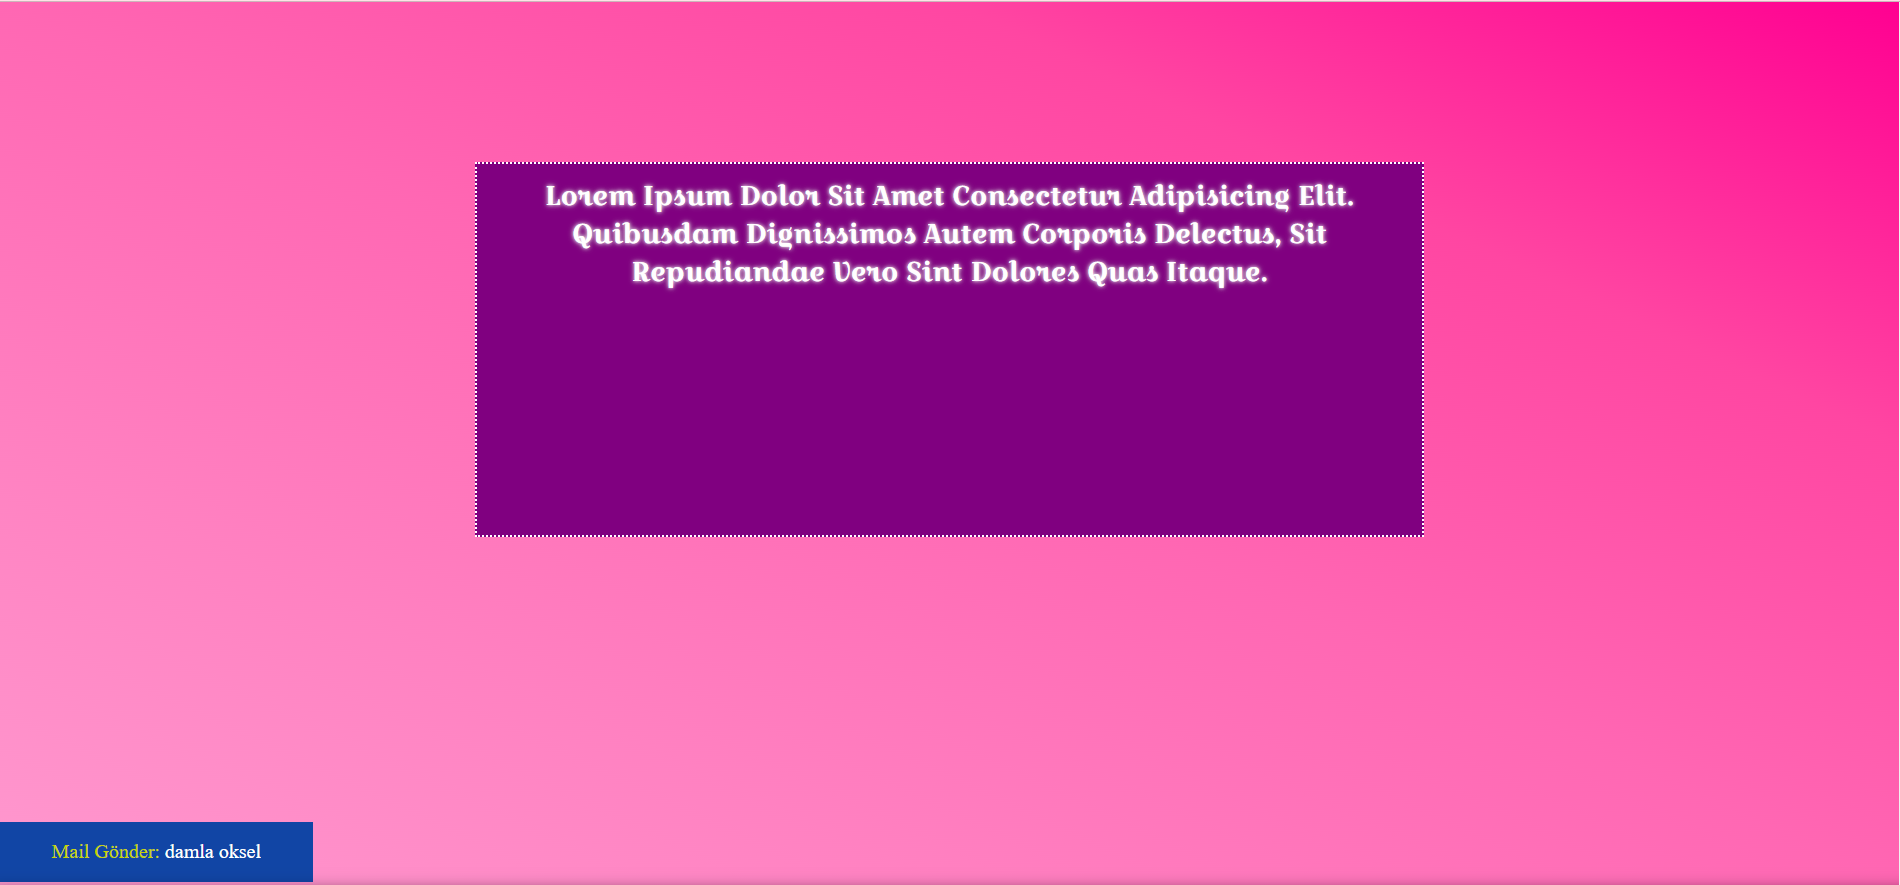 Lorem Ipsum Dolor Sit Amet Consectetur Adipisicing Elit.
Quibusdam Dignissimos Autem Corporis Delectus, Sit
Repudiandae Vero Sint Dolores Quas Itaque.
Mail Gönder: damla oksel